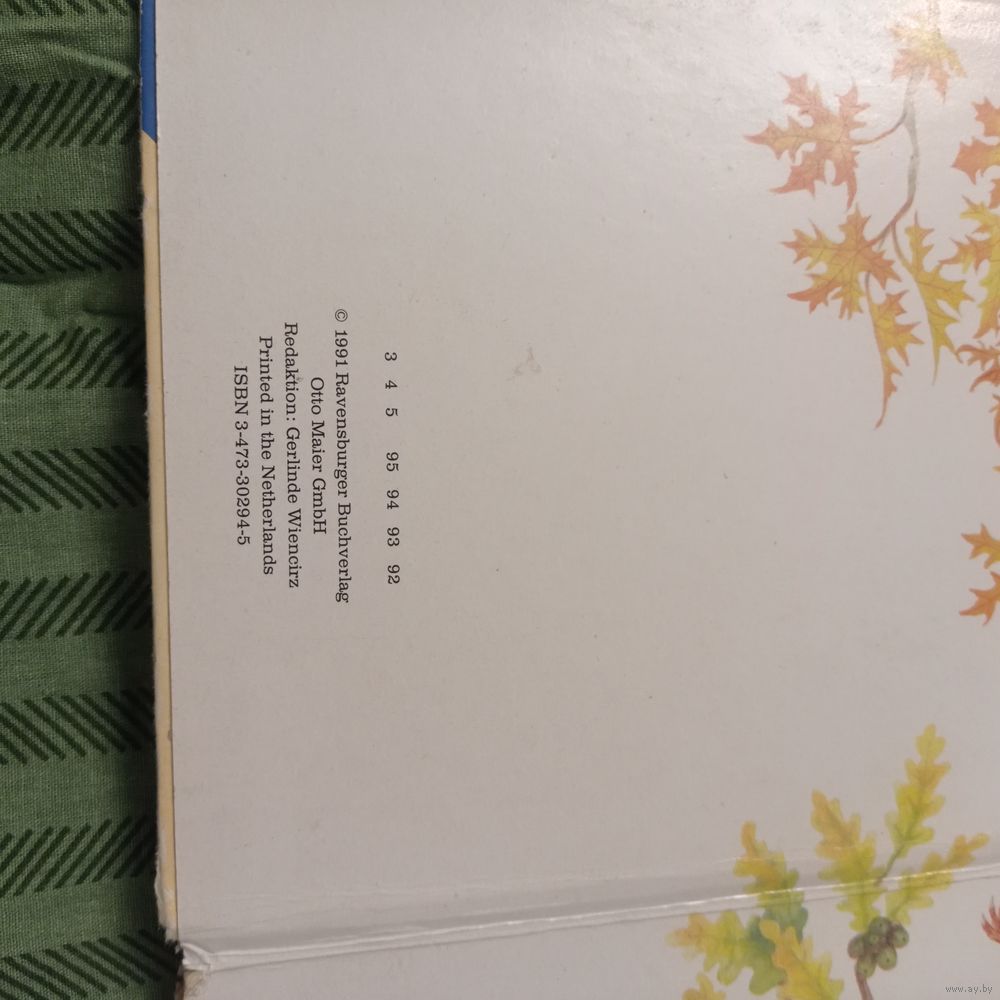 3 4 5 95 94 93 92
© 1991 Ravensburger Buchverlag
Otto Maier GmbH
Redaktion: Gerlinde Wiencirz
Printed in the Netherlands
ISBN 3-473-30294-5
www.ay.by